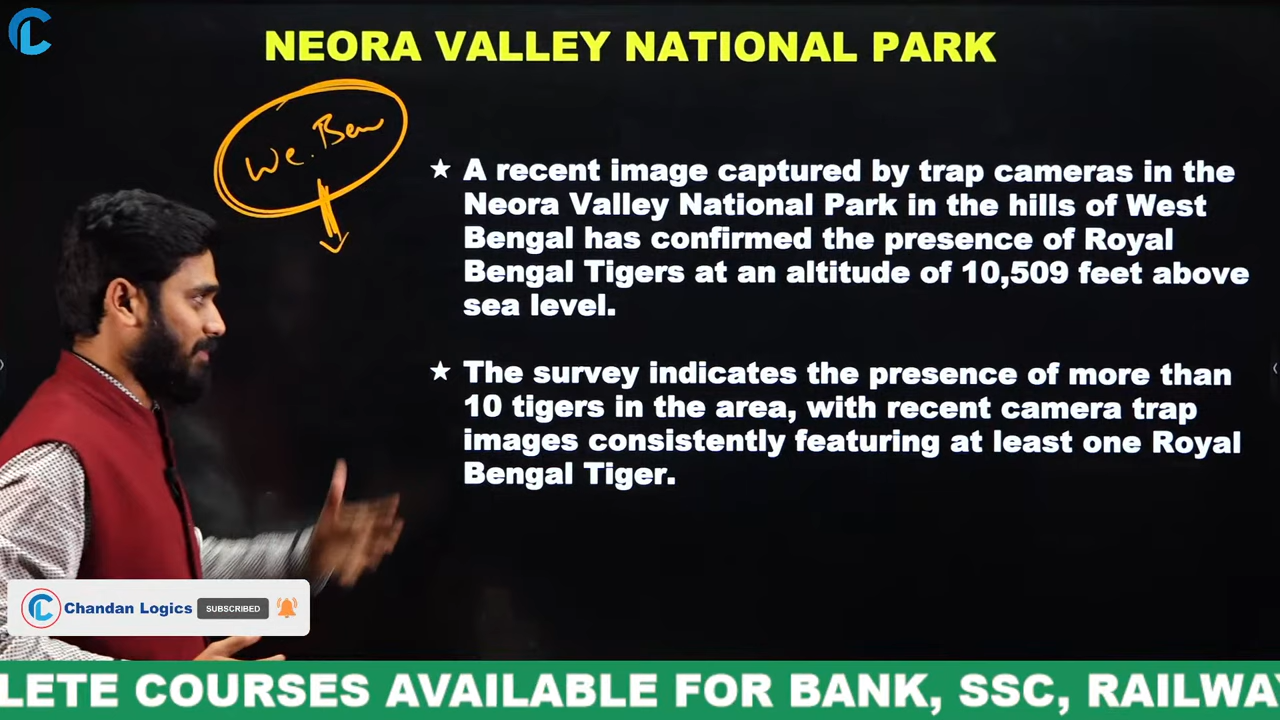 NEORA VALLEY NATIONAL PARK
We. Ben
★ A recent image captured by trap cameras in the
Neora Valley National Park in the hills of West
Bengal has confirmed the presence of Royal
Bengal Tigers at an altitude of 10,509 feet above
sea level.
★ The survey indicates the presence of more than
10 tigers in the area, with recent camera trap
images consistently featuring at least one Royal
Bengal Tiger.
Chandan Logics SUBSCRIBED
LETE COURSES AVAILABLE FOR BANK, SSC, RAILWAY